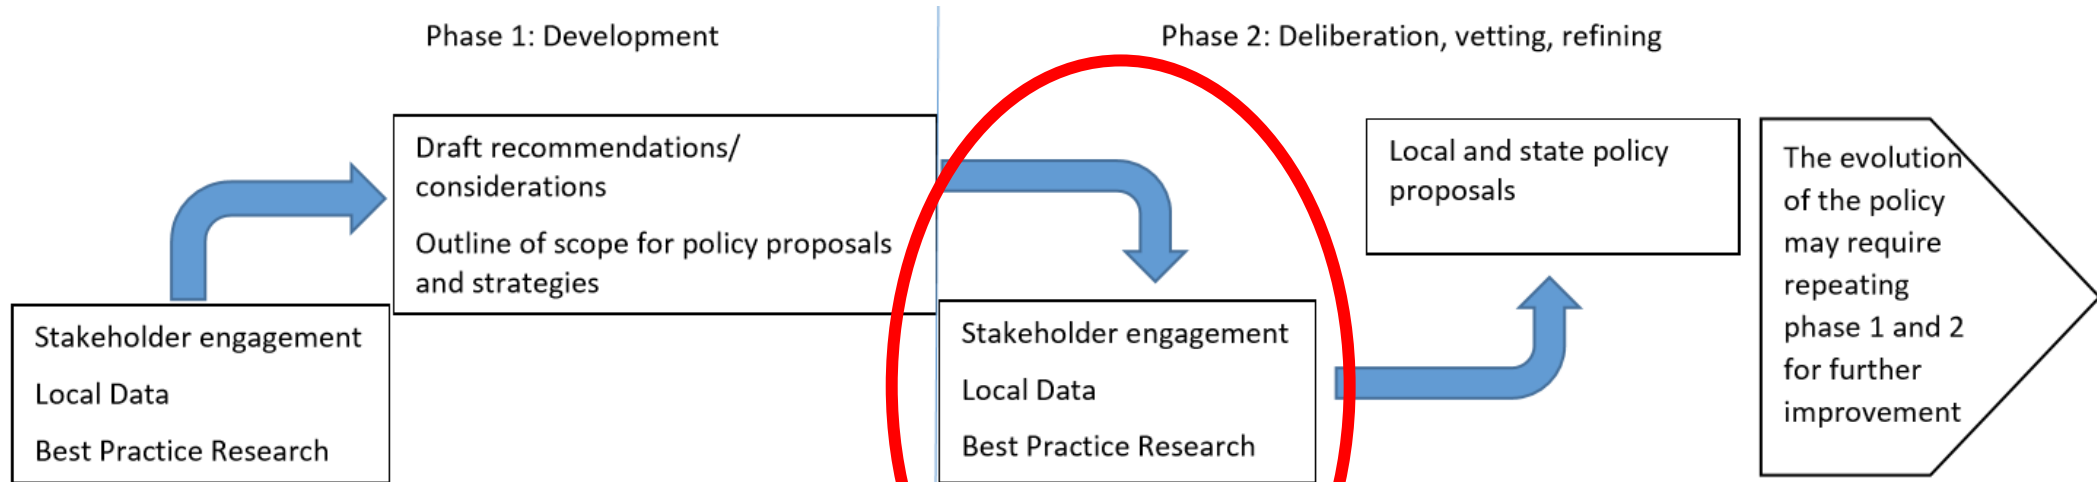 Phase 1: Development
Phase 2: Deliberation, vetting, refining
Stakeholder engagement
Local Data
Best Practice Research
Draft recommendations/
considerations
Outline of scope for policy proposals
and strategies
Stakeholder engagement
Local Data
Best Practice Research
Local and state policy
proposals
The evolution
of the policy
may require
repeating
phase 1 and 2
for further
improvement